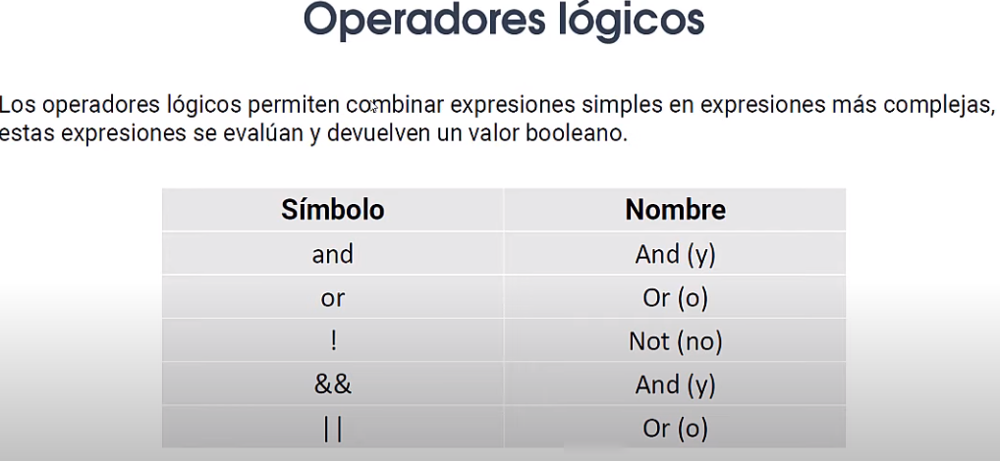 Operadores lógicos
Los operadores lógicos permiten combinar expresiones simples en expresiones más complejas,
estas expresiones se evalúan y devuelven un valor booleano.
Símbolo Nombre
and And (y)
or Or (o)
! Not (no)
&& And (y)
|| Or (o)